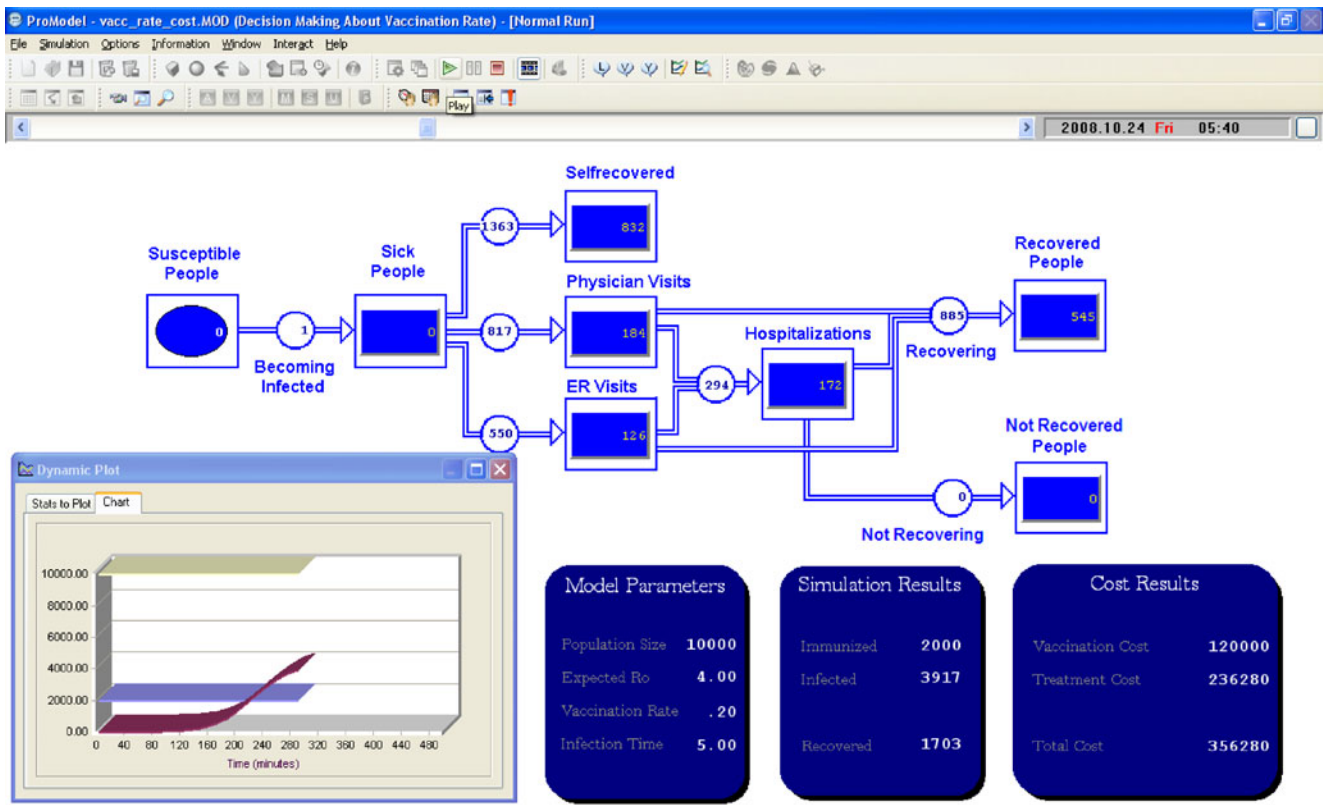 ProModel - vacc_rate_cost.MOD (Decision Making About Vaccination Rate) - [Normal Run]
File Simulation Options Information Window Interact Help
Play
2008.10.24 Fri 05:40
Selfrecovered
1363
832
Susceptible
People
Sick
People
Recovered
People
Physician Visits
0
1
0
817
184
Hospitalizations
885
545
Becoming
Infected
Recovering
294
172
ER Visits
550
126
Not Recovered
People
0
0
Not Recovering
Dynamic Plot
Stats to Plot Chart
10000.00
8000.00
6000.00
4000.00
2000.00
0.00
0 40 80 120 160 200 240 280 320 360 400 440 480
Time (minutes)
Model Parameters
Population Size 10000
Expected Ro 4.00
Vaccination Rate .20
Infection Time 5.00
Simulation Results
Immunized 2000
Infected 3917
Recovered 1703
Cost Results
Vaccination Cost 120000
Treatment Cost 236280
Total Cost 356280